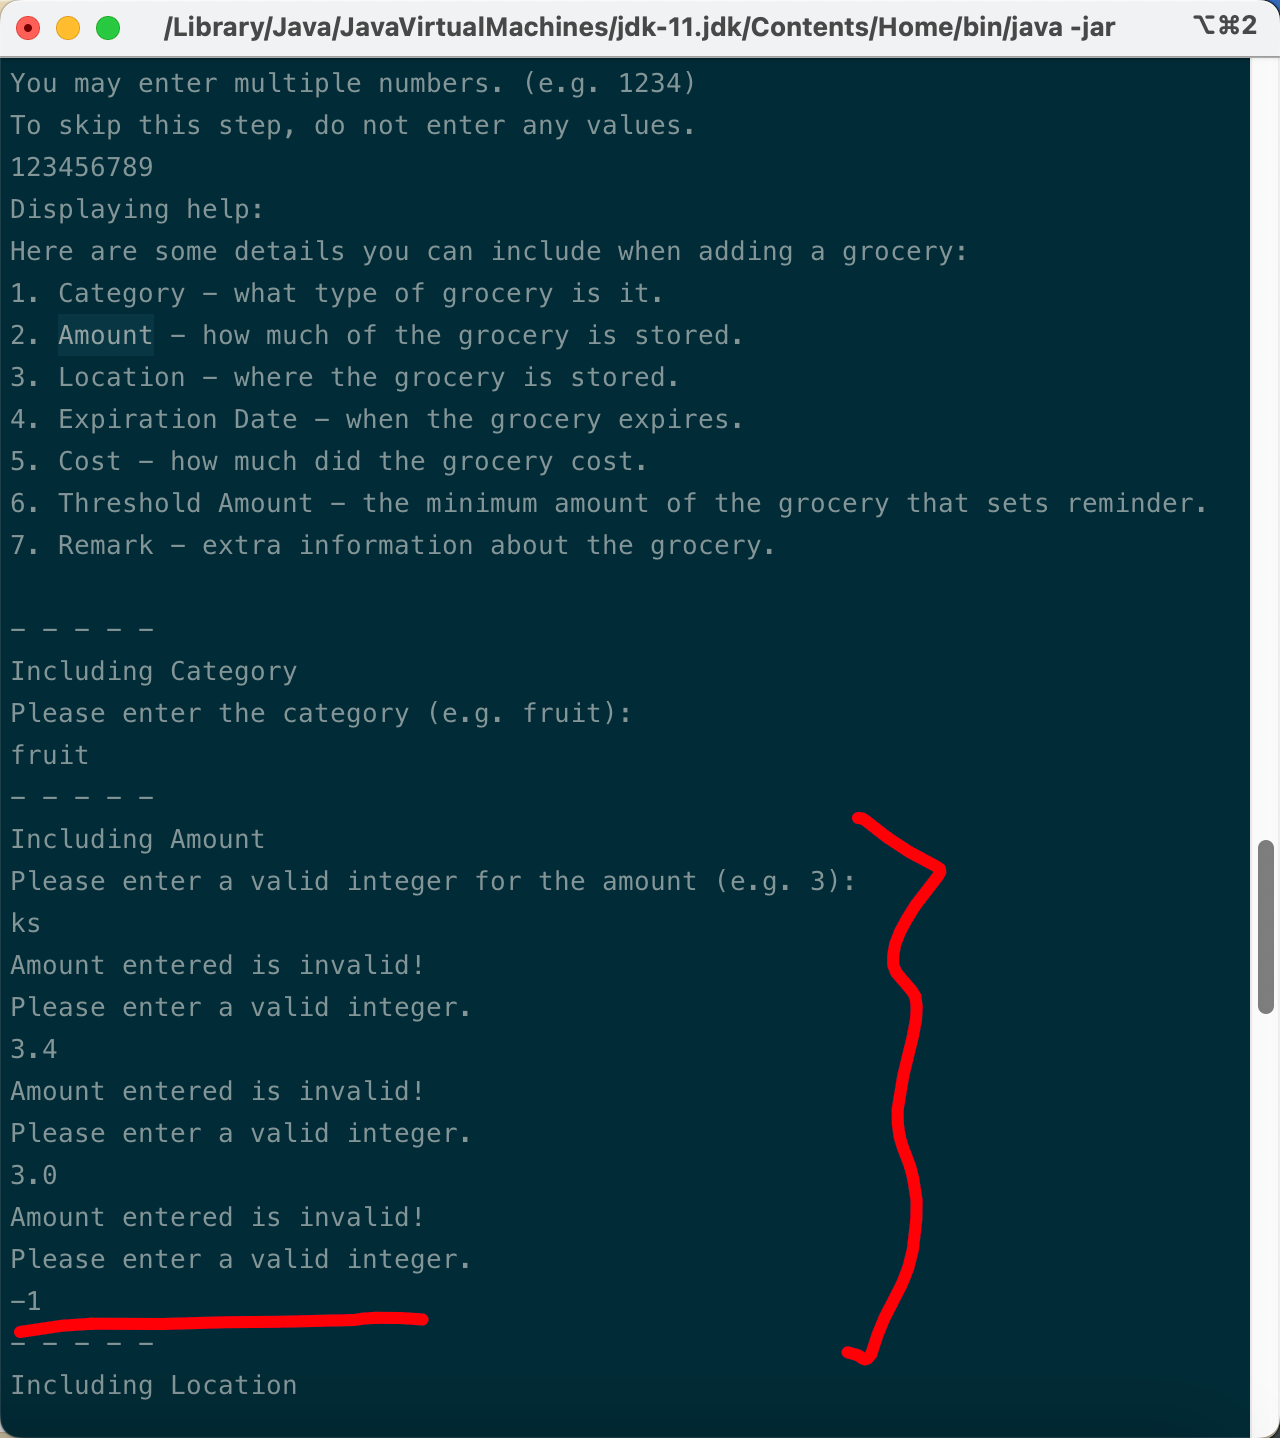 /Library/Java/JavaVirtualMachines/jdk-11.jdk/Contents/Home/bin/java -jar ⌥⌘2
You may enter multiple numbers. (e.g. 1234)
To skip this step, do not enter any values.
123456789
Displaying help:
Here are some details you can include when adding a grocery:
1. Category - what type of grocery is it.
2. Amount - how much of the grocery is stored.
3. Location - where the grocery is stored.
4. Expiration Date - when the grocery expires.
5. Cost - how much did the grocery cost.
6. Threshold Amount - the minimum amount of the grocery that sets reminder.
7. Remark - extra information about the grocery.
- - - - -
Including Category
Please enter the category (e.g. fruit):
fruit
- - - - -
Including Amount
Please enter a valid integer for the amount (e.g. 3):
ks
Amount entered is invalid!
Please enter a valid integer.
3.4
Amount entered is invalid!
Please enter a valid integer.
3.0
Amount entered is invalid!
Please enter a valid integer.
-1
- - - - -
Including Location